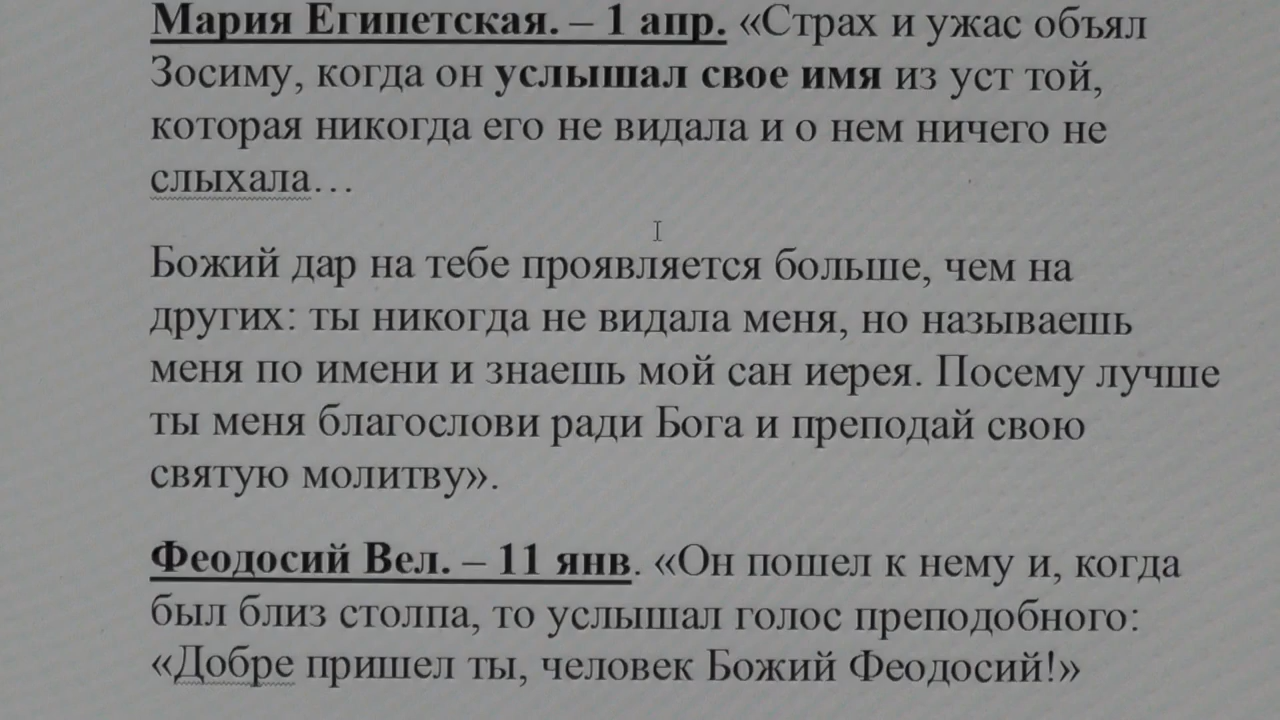 Мария Египетская. – 1 апр. «Страх и ужас объял
Зосиму, когда он услышал свое имя из уст той,
которая никогда его не видала и о нем ничего не
слыхала…
Божий дар на тебе проявляется больше, чем на
других: ты никогда не видала меня, но называешь
меня по имени и знаешь мой сан иерея. Посему лучше
ты меня благослови ради Бога и преподай свою
святую молитву».
Феодосий Вел. – 11 янв. «Он пошел к нему и, когда
был близ столпа, то услышал голос преподобного:
«Добре пришел ты, человек Божий Феодосий!»